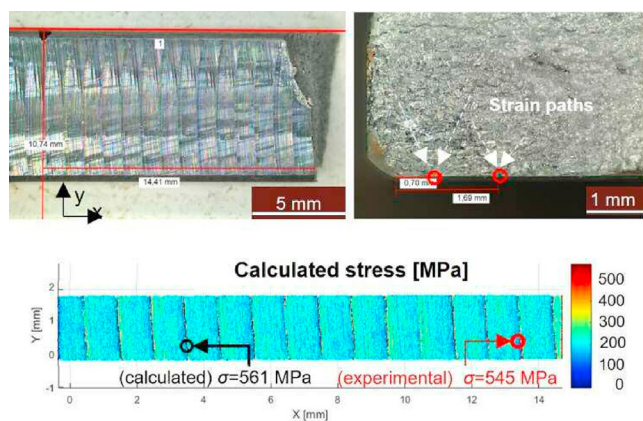 1
10,74 mm
14,41 mm
y
x
5 mm
Strain paths
0,70 mm
1,69 mm
1 mm
Calculated stress [MPa]
2
1
0
-1
Y [mm]
(calculated) σ=561 MPa
(experimental) σ=545 MPa
0
2
4
6
8
10
12
14
X [mm]
500
400
300
200
100
0